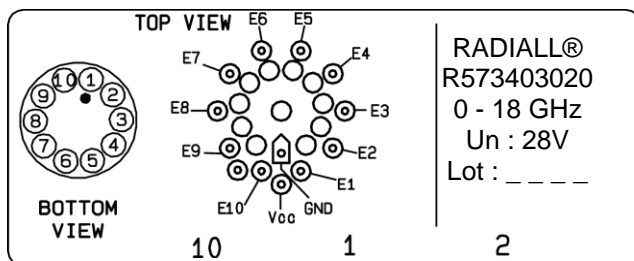 TOP VIEW
E6
E5
E7
E4
E8
E3
E9
E2
E10
E1
Vcc
GND
10
1
9
2
8
3
7
4
6
5
BOTTOM
VIEW
10
1
2
RADIALL®
R573403020
0 - 18 GHz
Un : 28V
Lot : _ _ _ _